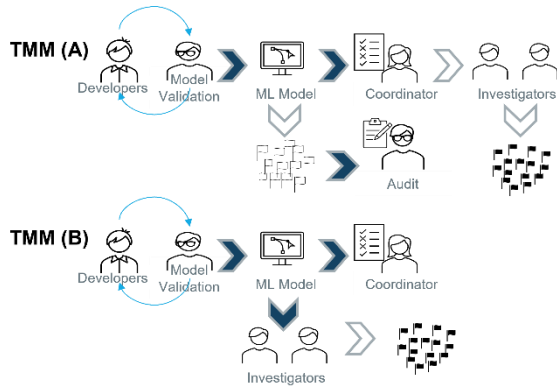 TMM (A)
Developers
Model
Validation
ML Model
Coordinator
Investigators
Audit
TMM (B)
Developers
Model
Validation
ML Model
Coordinator
Investigators